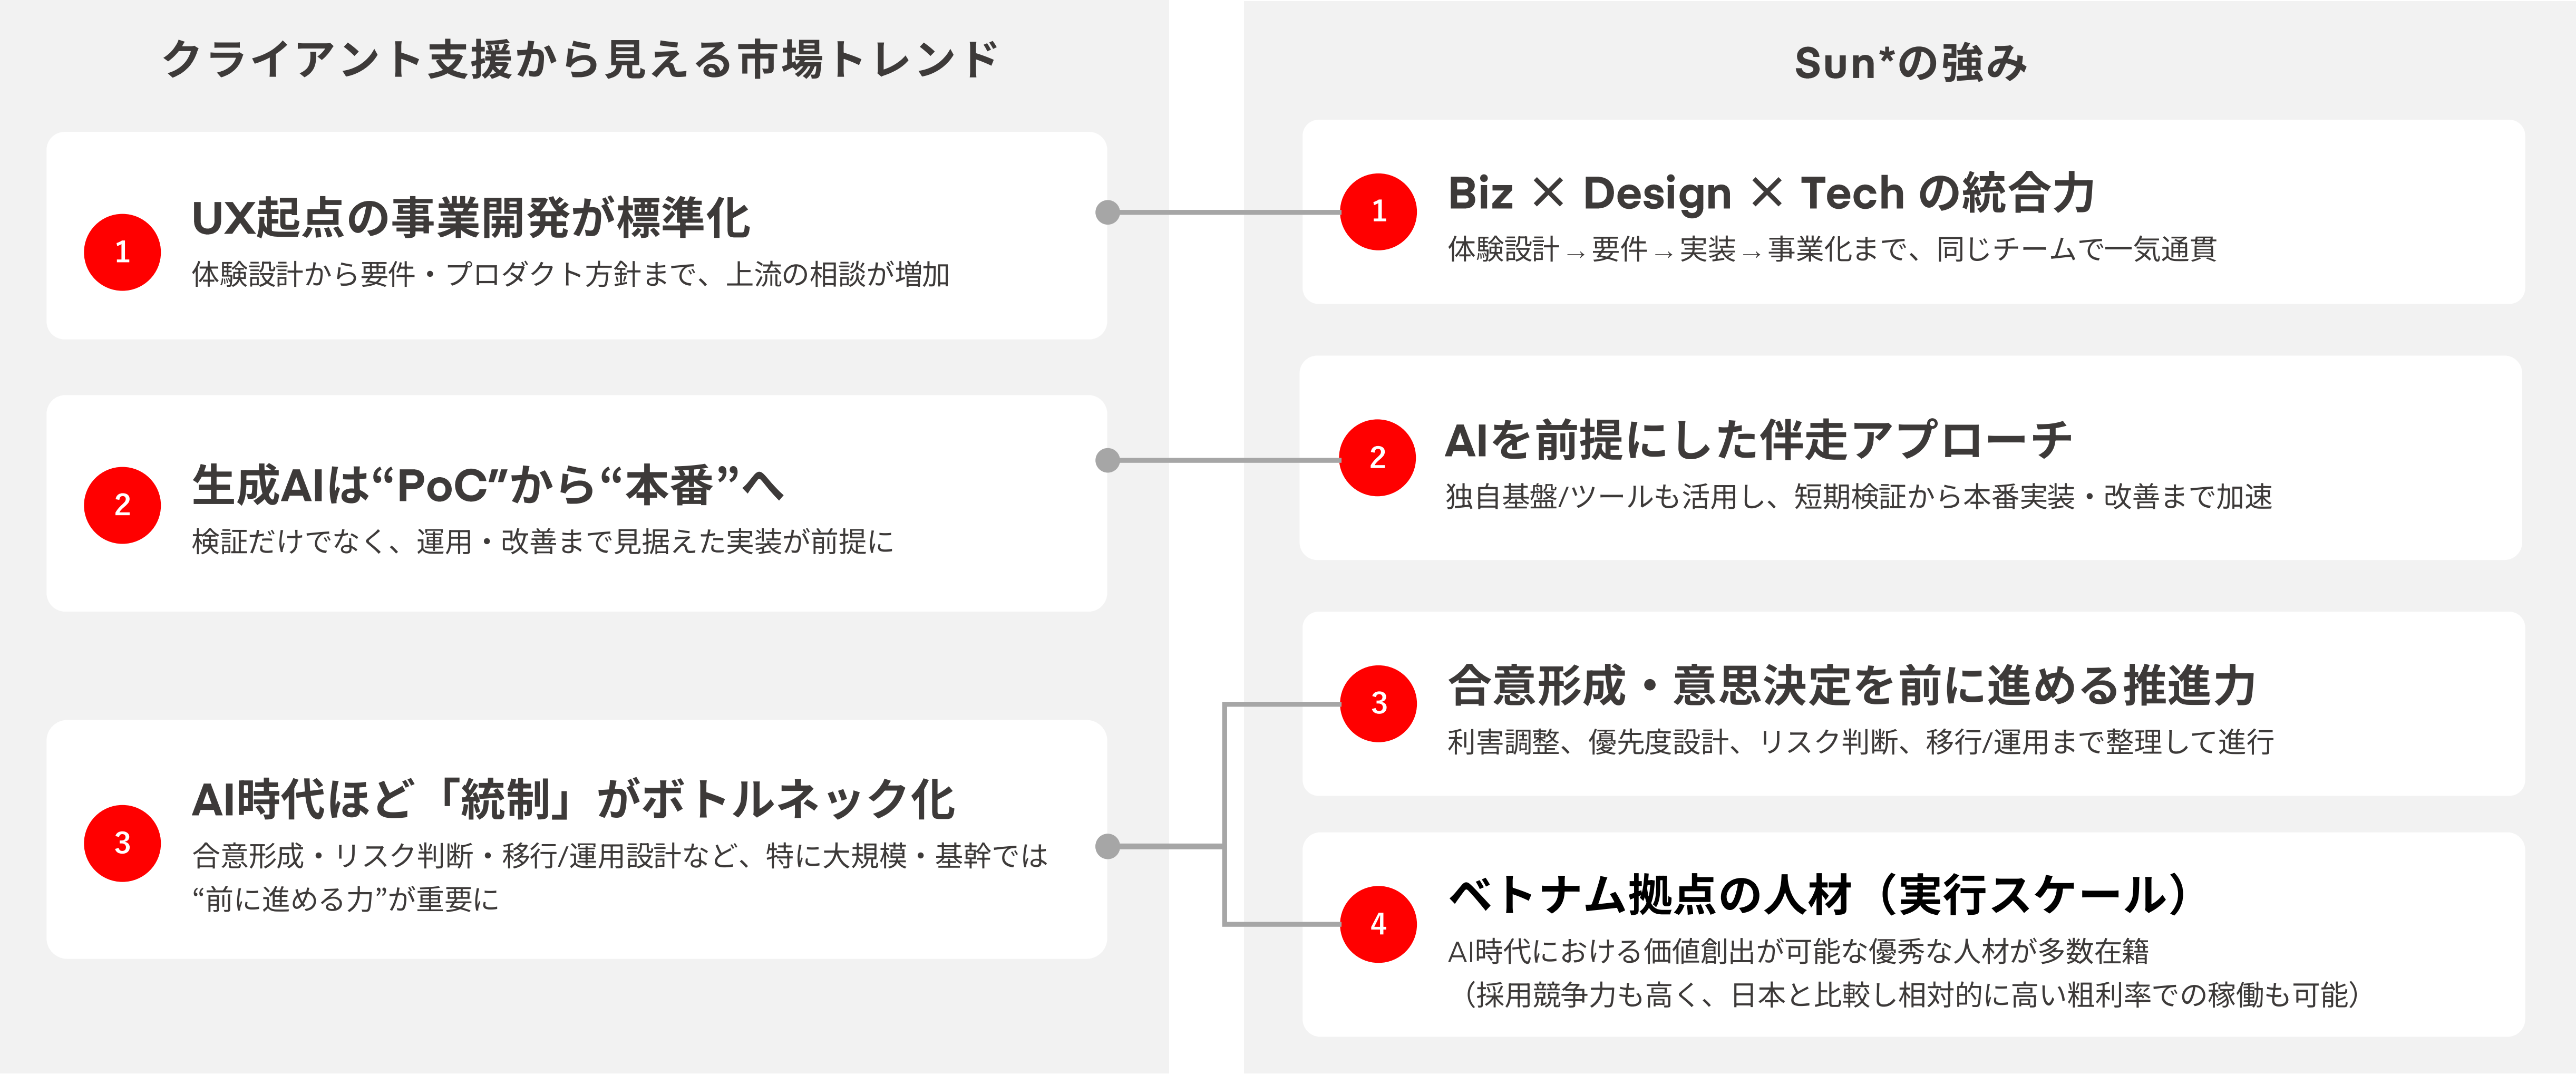 クライアント支援から見える市場トレンド
1
UX起点の事業開発が標準化
体験設計から要件・プロダクト方針まで、上流の相談が増加
2
生成AIは“PoC”から“本番”へ
検証だけでなく、運用・改善まで見据えた実装が前提に
3
AI時代ほど「統制」がボトルネック化
合意形成・リスク判断・移行/運用設計など、特に大規模・基幹では
“前に進める力”が重要に
Sun*の強み
1
Biz × Design × Tech の統合力
体験設計→要件→実装→事業化まで、同じチームで一気通貫
2
AIを前提にした伴走アプローチ
独自基盤/ツールも活用し、短期検証から本番実装・改善まで加速
3
合意形成・意思決定を前に進める推進力
利害調整、優先度設計、リスク判断、移行/運用まで整理して進行
4
ベトナム拠点の人材（実行スケール）
AI時代における価値創出が可能な優秀な人材が多数在籍
（採用競争力も高く、日本と比較し相対的に高い粗利率での稼働も可能）